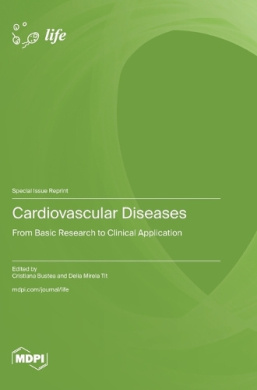 life
Special Issue Reprint
Cardiovascular Diseases
From Basic Research to Clinical Application
Edited by
Cristiana Bustea and Delia Mirela Tit
mdpi.com/journal/life
MDPI